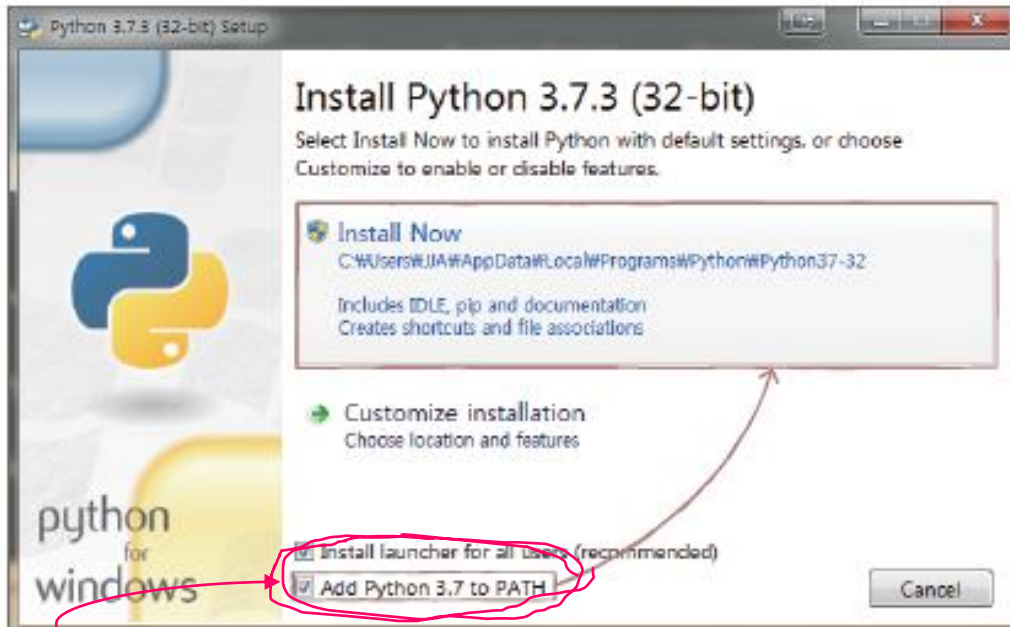 Python 3.7.3 (32-bit) Setup
Install Python 3.7.3 (32-bit)
Select Install Now to install Python with default settings, or choose
Customize to enable or disable features.
Install Now
C:₩Users₩JJA₩AppData₩Local₩Programs₩Python₩Python37-32
Includes IDLE, pip and documentation
Creates shortcuts and file associations
Customize installation
Choose location and features
python
for
windows
Install launcher for all users (recommended)
Add Python 3.7 to PATH
Cancel